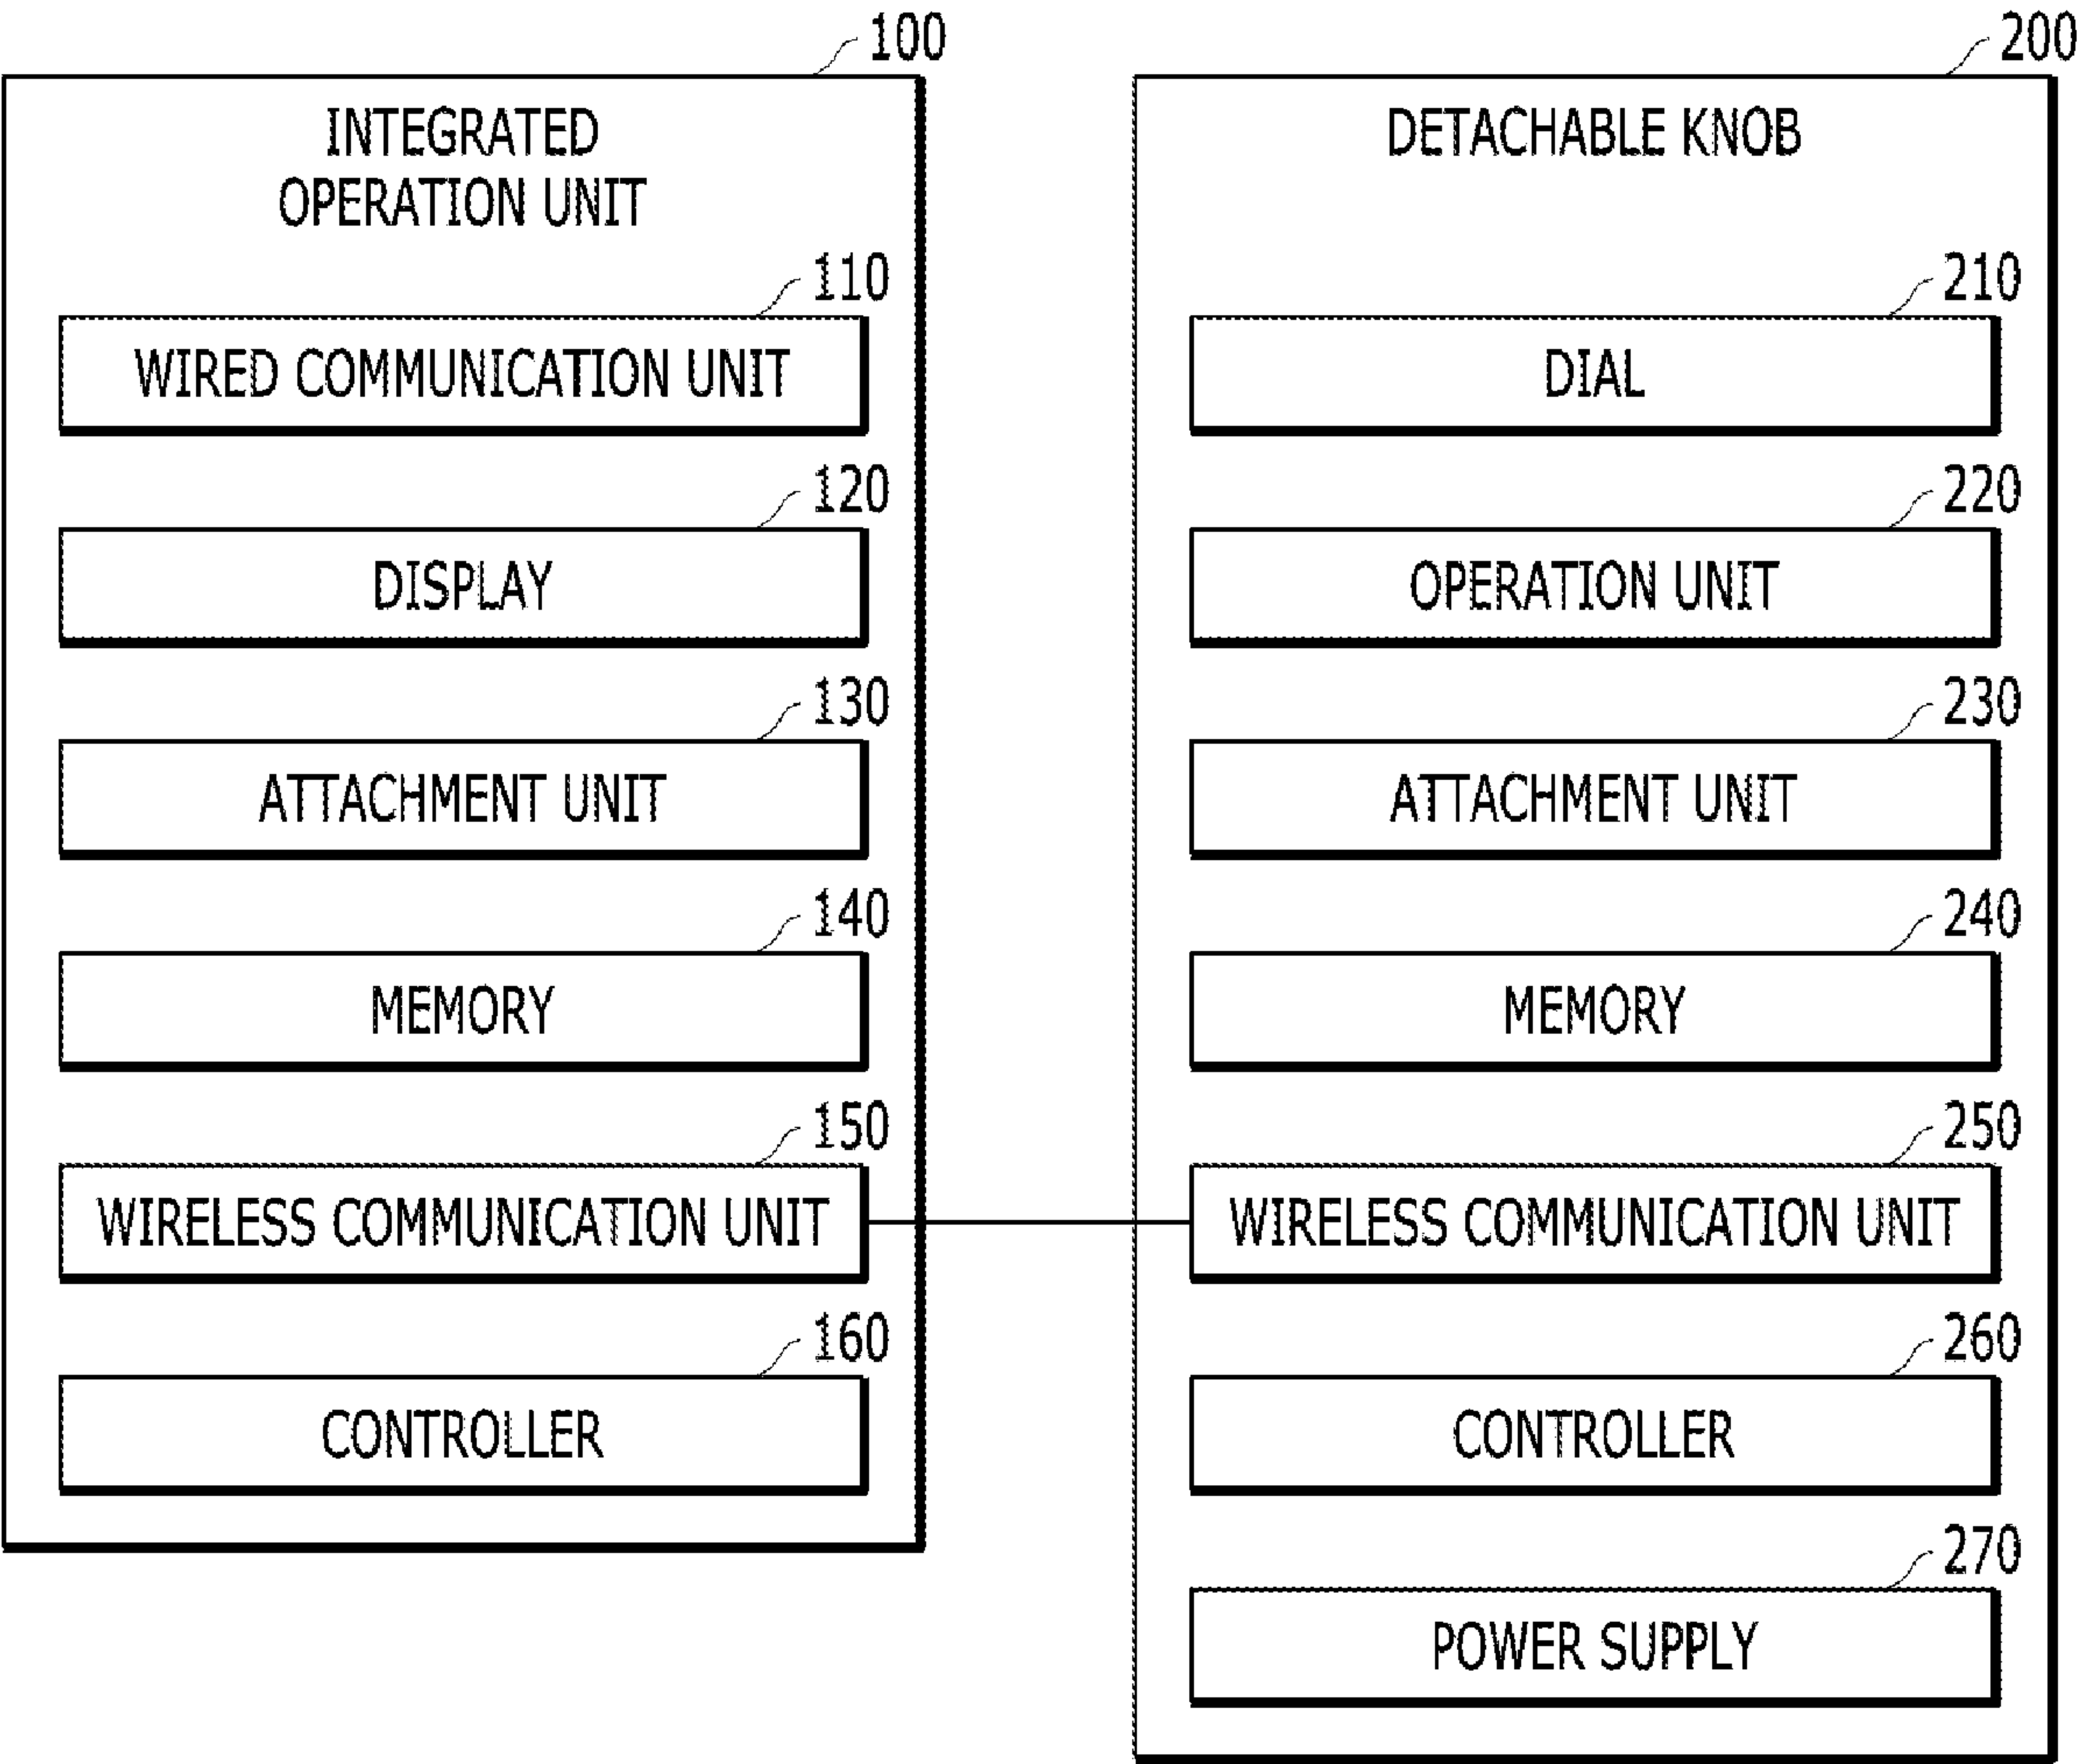 100
INTEGRATED
OPERATION UNIT
110
WIRED COMMUNICATION UNIT
120
DISPLAY
130
ATTACHMENT UNIT
140
MEMORY
150
WIRELESS COMMUNICATION UNIT
160
CONTROLLER
200
DETACHABLE KNOB
210
DIAL
220
OPERATION UNIT
230
ATTACHMENT UNIT
240
MEMORY
250
WIRELESS COMMUNICATION UNIT
260
CONTROLLER
270
POWER SUPPLY